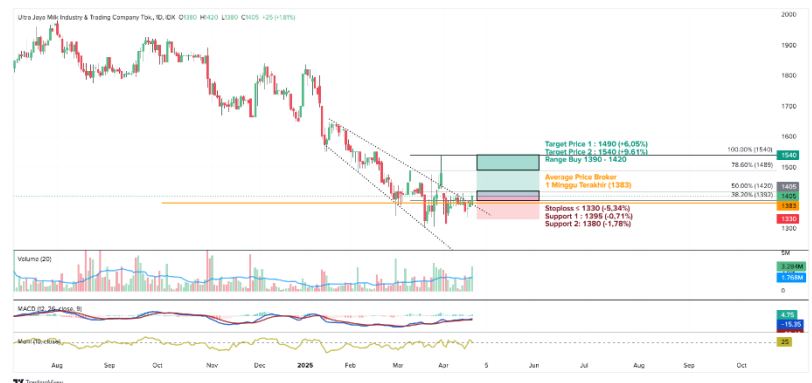 Ultra Jaya Milk Industry & Trading Company Tbk., 1D, IDX O1380 H1420 L1380 C1405 +25 (+1.81%)
2000
1900
1800
1700
1600
Target Price 1 : 1490 (+6,05%)
Target Price 2 : 1540 (+9.61%)
Range Buy 1390 - 1420
100.00% (1540)
1540
78.60% (1489)
1500
Average Price Broker
1 Minggu Terakhir (1383)
50.00% (1420)
1405
38.20% (1392)
1405
1383
Stoploss ≤ 1330 (-5,34%)
Support 1 : 1395 (-0,71%)
Support 2: 1380 (-1,78%)
1330
1300
Volume (20)
5M
3.264M
1.768M
0
MACD (12, 26, close, 9)
4.75
-15.35
Mom (10, close)
25
Aug
Sep
Oct
Nov
Dec
2025
Feb
Mar
Apr
5
Jun
Jul
Aug
Sep
Oct
TradingView